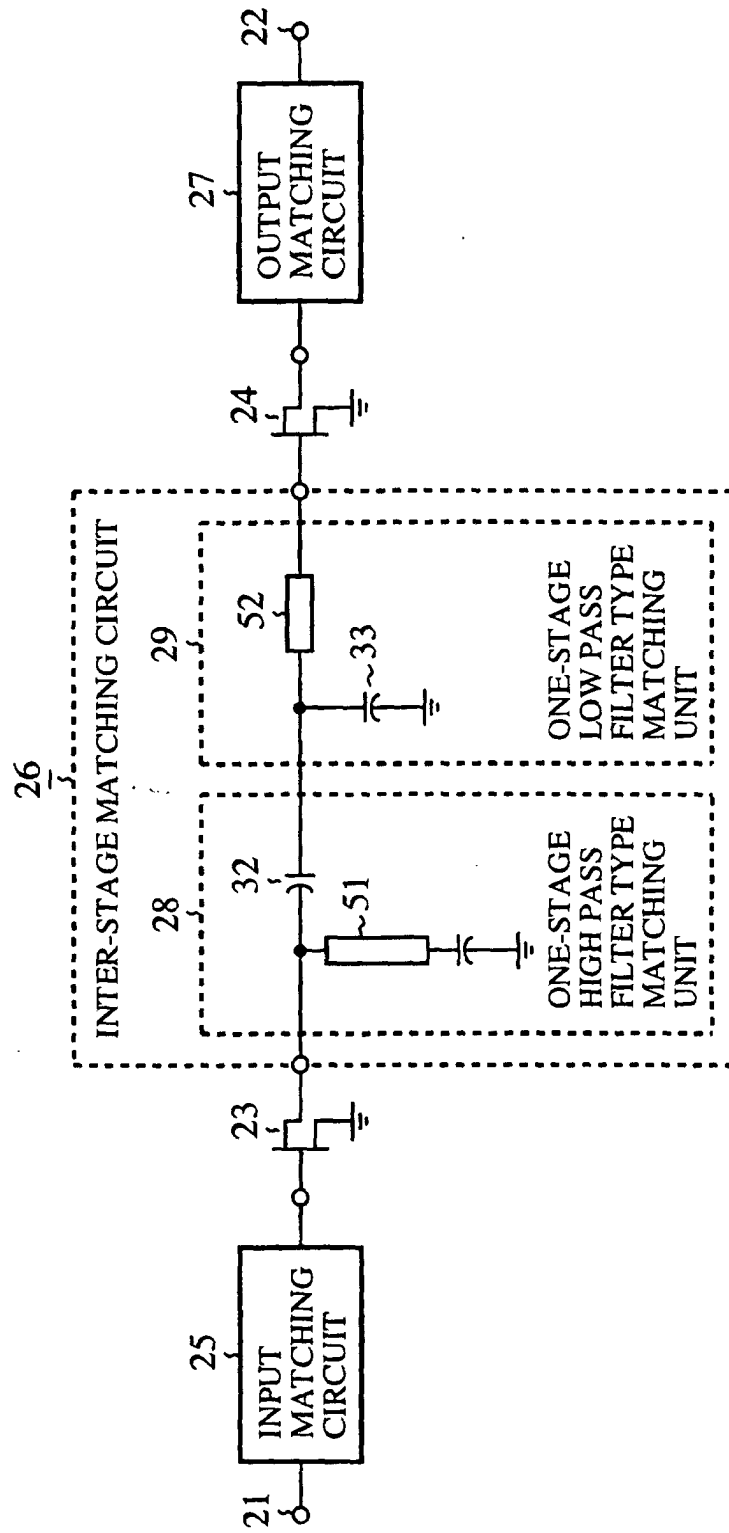 26
INTER-STAGE MATCHING CIRCUIT
21
25
INPUT
MATCHING
CIRCUIT
23
28
32
51
ONE-STAGE
HIGH PASS
FILTER TYPE
MATCHING
UNIT
29
52
33
ONE-STAGE
LOW PASS
FILTER TYPE
MATCHING
UNIT
24
27
OUTPUT
MATCHING
CIRCUIT
22